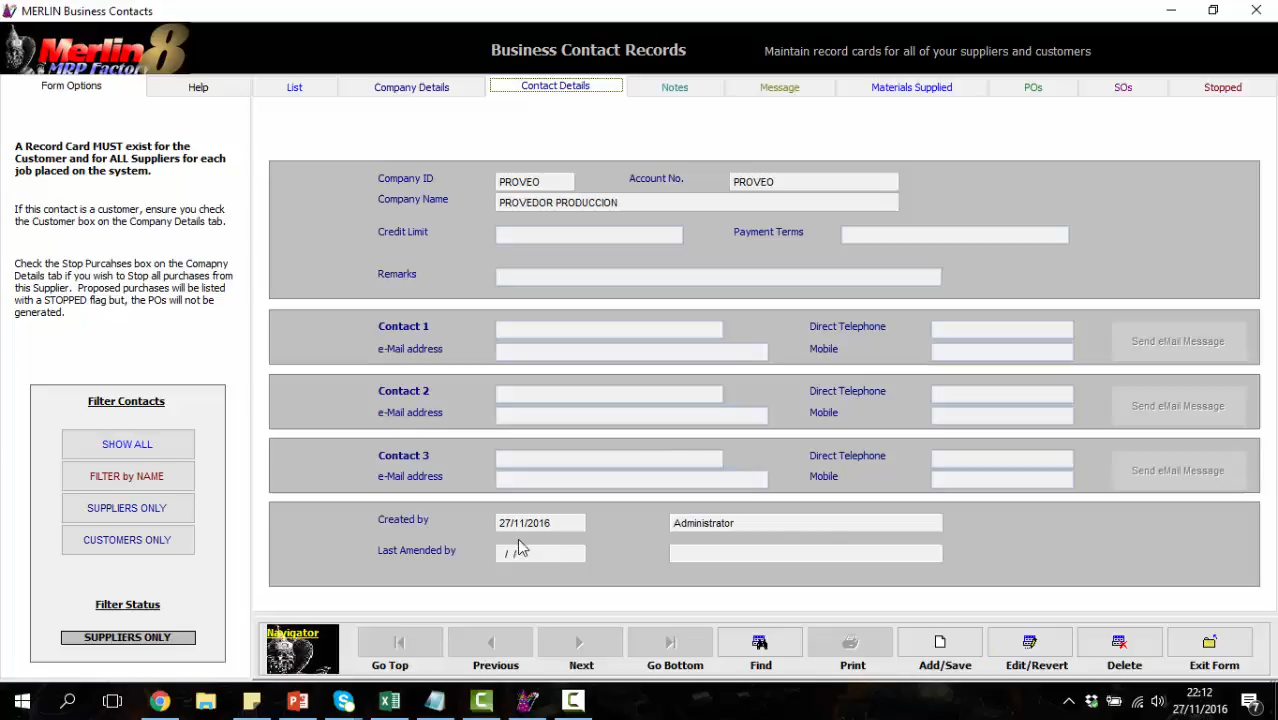 MERLIN Business Contacts
Merlin 8
MRP Factory
Business Contact Records
Maintain record cards for all of your suppliers and customers
Form Options
Help
List
Company Details
Contact Details
Notes
Message
Materials Supplied
POs
SOs
Stopped
A Record Card MUST exist for the
Customer and for ALL Suppliers for each
job placed on the system.
If this contact is a customer, ensure you check
the Customer box on the Company Details tab.
Check the Stop Purcahses box on the Comapny
Details tab if you wish to Stop all purchases from
this Supplier. Proposed purchases will be listed
with a STOPPED flag but, the POs will not be
generated.
Filter Contacts
SHOW ALL
FILTER by NAME
SUPPLIERS ONLY
CUSTOMERS ONLY
Filter Status
SUPPLIERS ONLY
Company ID PROVEO Account No. PROVEO
Company Name PROVEDOR PRODUCCION
Credit Limit Payment Terms
Remarks
Contact 1 Direct Telephone
e-Mail address Mobile
Send eMail Message
Contact 2 Direct Telephone
e-Mail address Mobile
Send eMail Message
Contact 3 Direct Telephone
e-Mail address Mobile
Send eMail Message
Created by 27/11/2016 Administrator
Last Amended by / /
Navigator
Go Top
Previous
Next
Go Bottom
Find
Print
Add/Save
Edit/Revert
Delete
Exit Form
22:12
27/11/2016
7